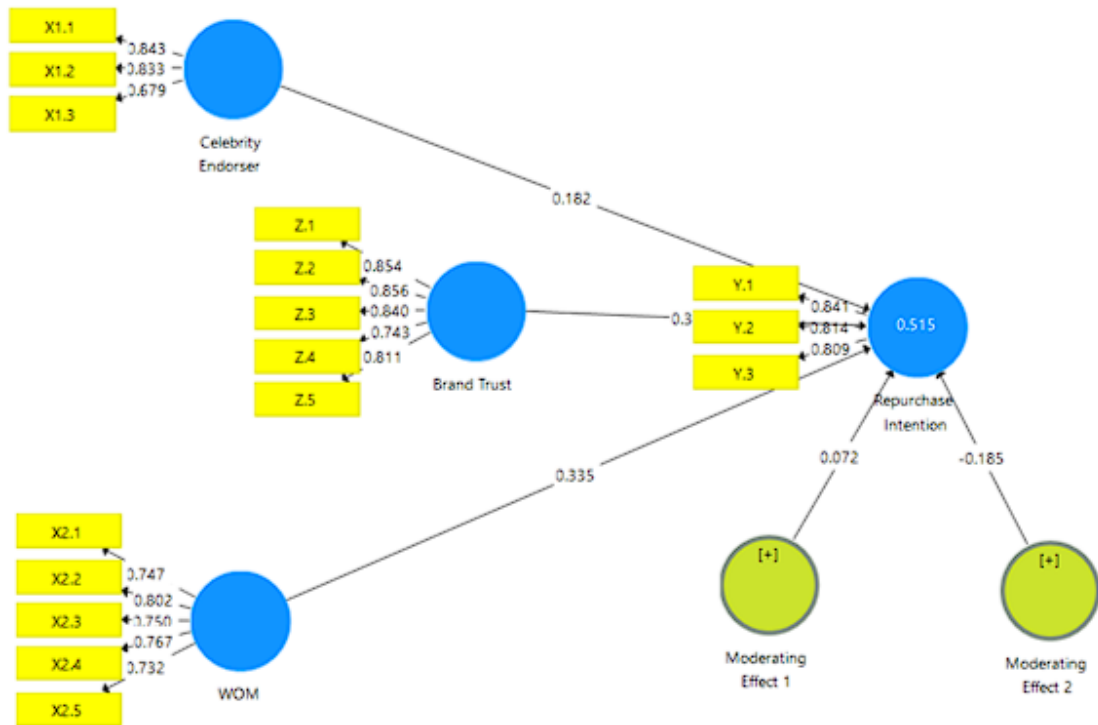 X1.1
0.843
X1.2
0.833
X1.3
0.679
Celebrity
Endorser
0.182
Z.1
0.854
Z.2
0.856
Z.3
0.840
Z.4
0.743
Z.5
0.811
Brand Trust
0.3
Y.1
0.841
Y.2
0.814
Y.3
0.809
0.515
Repurchase
Intention
0.335
0.072
-0.185
X2.1
0.747
X2.2
0.802
X2.3
0.750
X2.4
0.767
X2.5
0.732
WOM
[+]
Moderating
Effect 1
[+]
Moderating
Effect 2